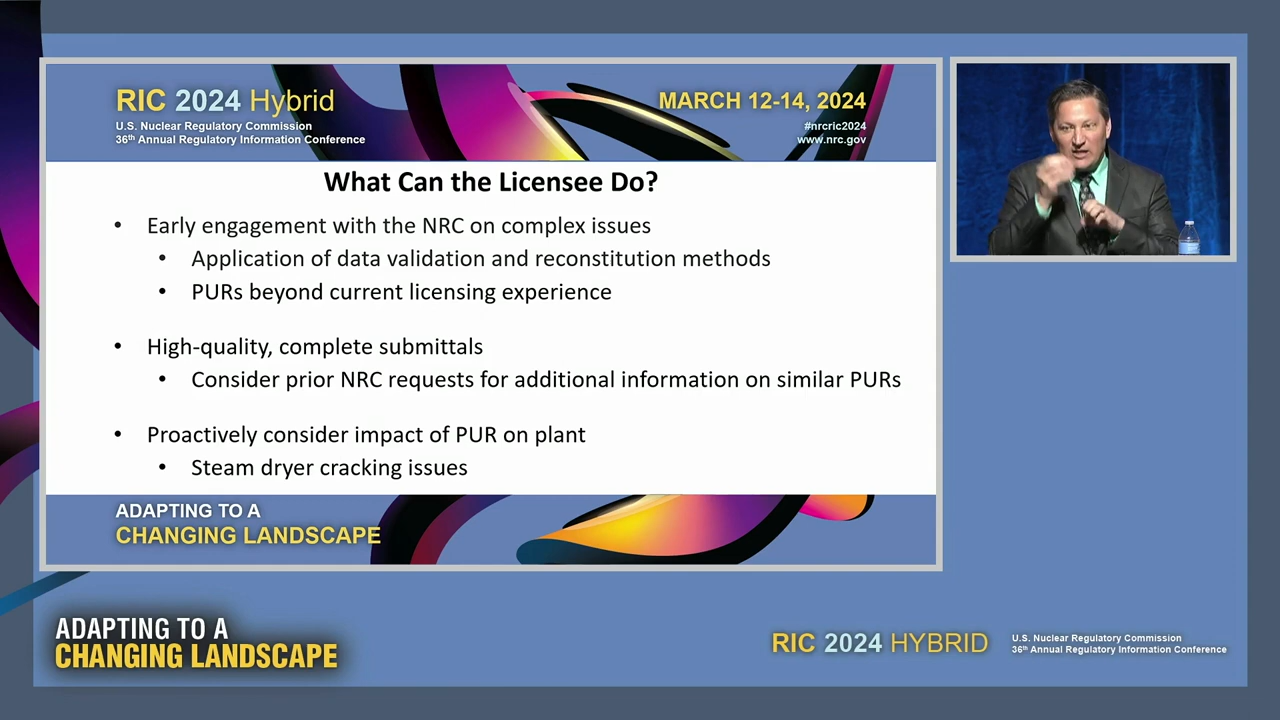 RIC 2024 Hybrid
U.S. Nuclear Regulatory Commission
36th Annual Regulatory Information Conference
MARCH 12-14, 2024
#nrcric2024
www.nrc.gov
What Can the Licensee Do?
• Early engagement with the NRC on complex issues
• Application of data validation and reconstitution methods
• PURs beyond current licensing experience
• High-quality, complete submittals
• Consider prior NRC requests for additional information on similar PURs
• Proactively consider impact of PUR on plant
• Steam dryer cracking issues
ADAPTING TO A
CHANGING LANDSCAPE
ADAPTING TO A
CHANGING LANDSCAPE
RIC 2024 HYBRID
U.S. Nuclear Regulatory Commission
36th Annual Regulatory Information Conference